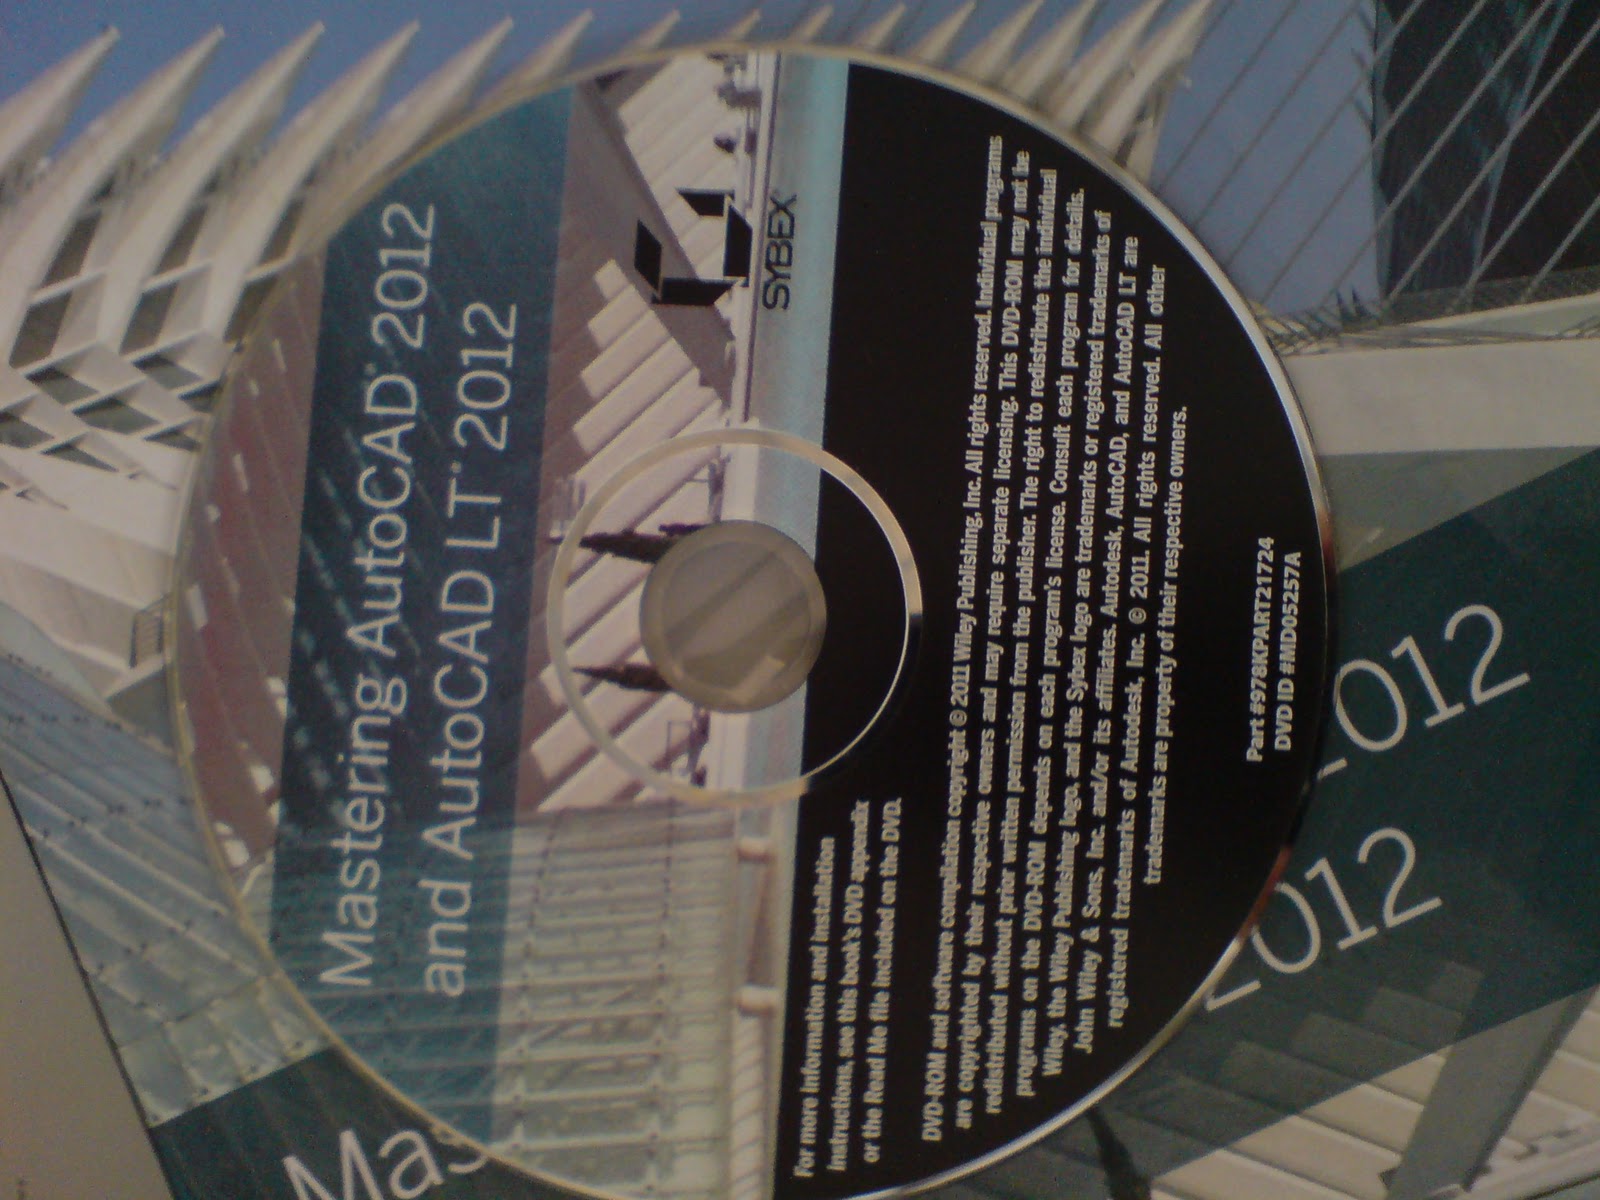 Mastering AutoCAD® 2012
and AutoCAD LT® 2012
SYBEX®
For more information and installation
instructions, see this book's DVD appendix
or the Read Me file included on the DVD.
DVD-ROM and software compilation copyright © 2011 Wiley Publishing, Inc. All rights reserved. Individual programs
are copyrighted by their respective owners and may require separate licensing. This DVD-ROM may not be
redistributed without prior written permission from the publisher. The right to redistribute the individual
programs on the DVD-ROM depends on each program's license. Consult each program for details.
Wiley, the Wiley Publishing logo, and the Sybex logo are trademarks or registered trademarks of
John Wiley & Sons, Inc. and/or its affiliates. Autodesk, AutoCAD, and AutoCAD LT are
registered trademarks of Autodesk, Inc. © 2011. All rights reserved. All other
trademarks are property of their respective owners.
Part #978KPART21724
DVD ID #MD05257A
Mas
2012
2012